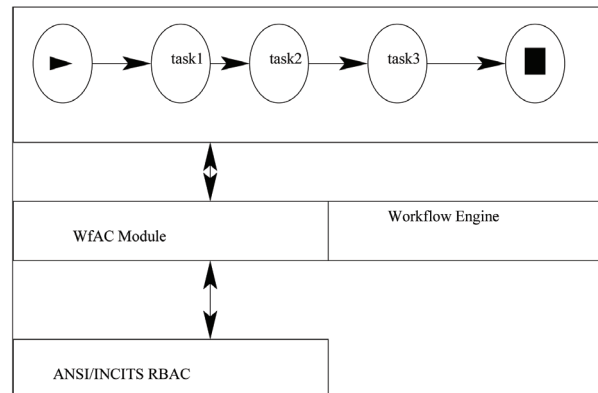 task1
task2
task3
WfAC Module
Workflow Engine
ANSI/INCITS RBAC